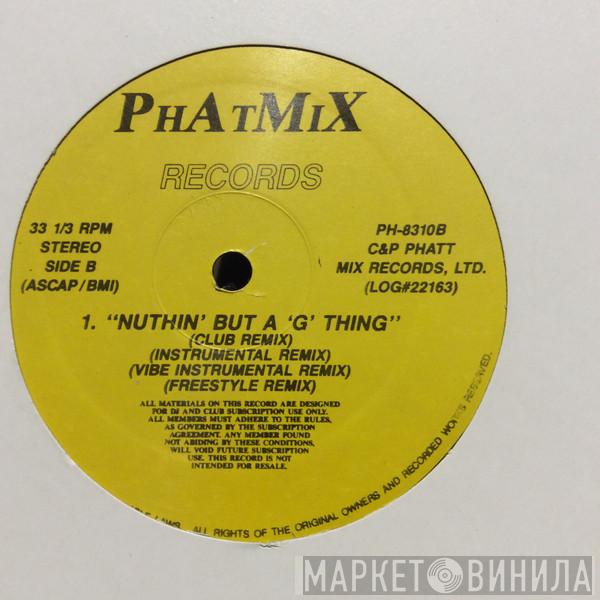 PHATMIX
RECORDS
33 1/3 RPM
STEREO
SIDE B
(ASCAP/BMI)
PH-8310B
C&P PHATT
MIX RECORDS, LTD.
(LOG#22163)
1. "NUTHIN' BUT A 'G' THING"
(CLUB REMIX)
(INSTRUMENTAL REMIX)
(VIBE INSTRUMENTAL REMIX)
(FREESTYLE REMIX)
ALL MATERIALS ON THIS RECORD ARE DESIGNED
FOR DJ AND CLUB SUBSCRIPTION USE ONLY.
ALL MEMBERS MUST ADHERE TO THE RULES,
AS GOVERNED BY THE SUBSCRIPTION
AGREEMENT. ANY MEMBER FOUND
NOT ABIDING BY THESE CONDITIONS,
WILL VOID FUTURE SUBSCRIPTION
USE. THIS RECORD IS NOT
INTENDED FOR RESALE.
LAWS. ALL RIGHTS OF THE ORIGINAL OWNERS AND RECORDED WORKS RESERVED.
МАРКЕТ ВИНИЛА